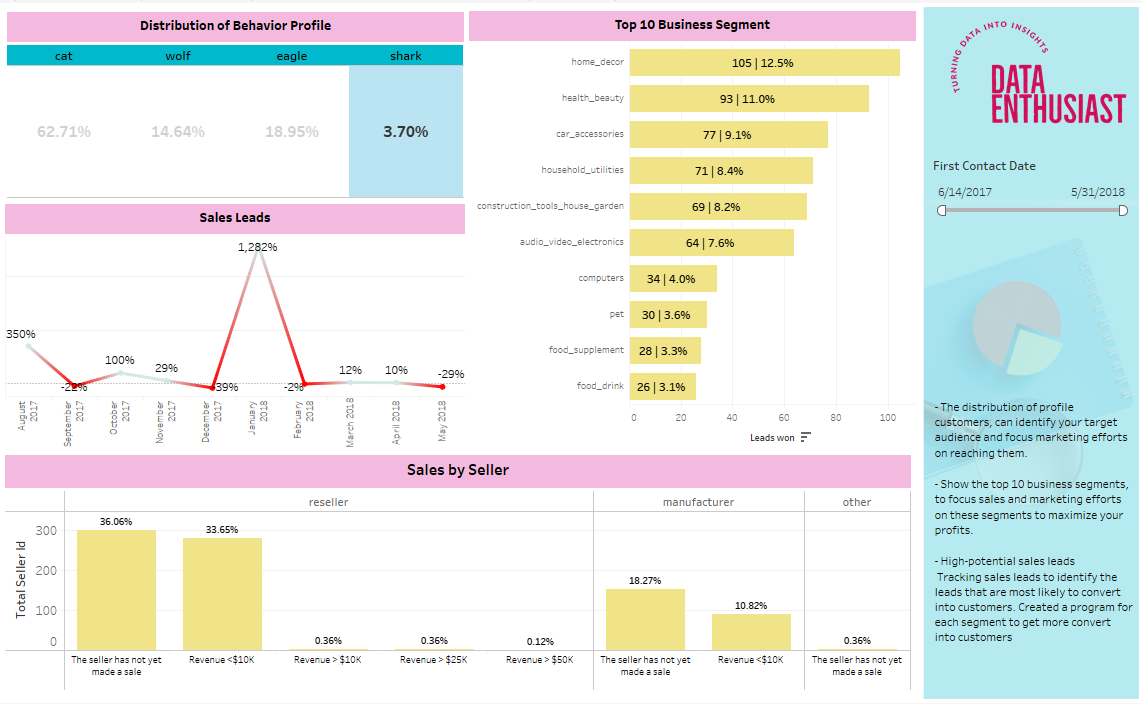 Distribution of Behavior Profile
cat wolf eagle shark
62.71% 14.64% 18.95% 3.70%
Sales Leads
1,282%
350%
-22%
100%
29%
-39%
-2%
12%
10%
-29%
August 2017
September 2017
October 2017
November 2017
December 2017
January 2018
February 2018
March 2018
April 2018
May 2018
Top 10 Business Segment
home_decor 105 | 12.5%
health_beauty 93 | 11.0%
car_accessories 77 | 9.1%
household_utilities 71 | 8.4%
construction_tools_house_garden 69 | 8.2%
audio_video_electronics 64 | 7.6%
computers 34 | 4.0%
pet 30 | 3.6%
food_supplement 28 | 3.3%
food_drink 26 | 3.1%
0 20 40 60 80 100
Leads won
Sales by Seller
reseller manufacturer other
Total Seller Id
300
200
100
0
36.06% 33.65% 0.36% 0.36% 0.12% 18.27% 10.82% 0.36%
The seller has not yet made a sale
Revenue <$10K
Revenue > $10K
Revenue > $25K
Revenue > $50K
The seller has not yet made a sale
Revenue <$10K
The seller has not yet made a sale
TURNING DATA INTO INSIGHTS
DATA
ENTHUSIAST
First Contact Date
6/14/2017 5/31/2018
- The distribution of profile
customers, can identify your target
audience and focus marketing efforts
on reaching them.
- Show the top 10 business segments,
to focus sales and marketing efforts
on these segments to maximize your
profits.
- High-potential sales leads
Tracking sales leads to identify the
leads that are most likely to convert
into customers. Created a program for
each segment to get more convert
into customers